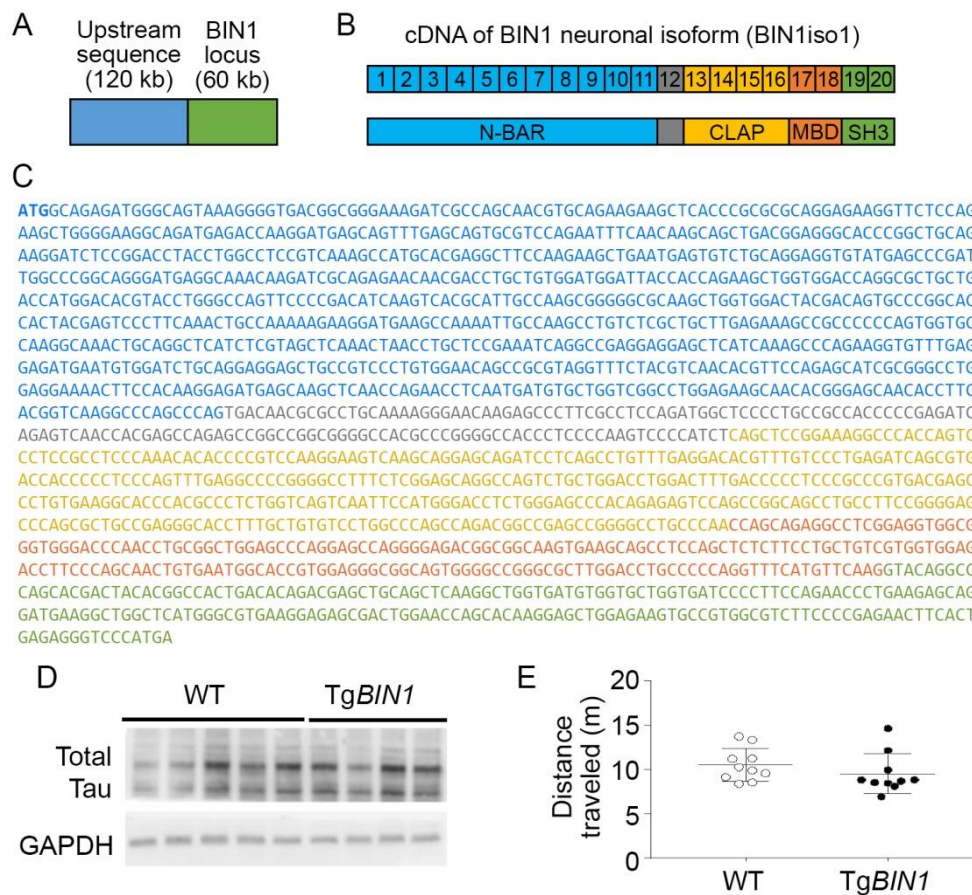 A
Upstream sequence (120 kb)
BIN1 locus (60 kb)
B
cDNA of BIN1 neuronal isoform (BIN1iso1)
1 2 3 4 5 6 7 8 9 10 11 12 13 14 15 16 17 18 19 20
N-BAR CLAP MBD SH3
C
ATGGCAGAGATGGGCAGTAAAGGGGTGACGGCGGGAAAGATCGCCAGCAACGTGCAGAAGAAGCTCACCCGCGCGCAGGAGAAGGTTCTCCAG
AAGCTGGGGAAGGCAGATGAGACCAAGGATGAGCAGTTTGAGCAGTGCGTCCAGAATTTCAACAAGCAGCTGACGGAGGGCACCCGGCTGCAG
AAGGATCTCCGGACCTACCTGGCCTCCGTCAAAGCCATGCACGAGGCTTCCAAGAAGCTGAATGAGTGTCTGCAGGAGGTGTATGAGCCCGAT
TGGCCCGGCAGGGATGAGGCAAACAAGATCGCAGAGAACAACGACCTGCTGTGGATGGATTACCACCAGAAGCTGGTGGACCAGGCGCTGCTG
ACCATGGACACGTACCTGGGCCAGTTCCCCGACATCAAGTCACGCATTGCCAAGCGGGGGCGCAAGCTGGTGGACTACGACAGTGCCCGGCAC
CACTACGAGTCCCTTCAAACTGCCAAAAAGAAGGATGAAGCCAAAATTGCCAAGCCTGTCTCGCTGCTTGAGAAAGCCGCCCCCCAGTGGTGC
CAAGGCAAACTGCAGGCTCATCTCGTAGCTCAAACTAACCTGCTCCGAAATCAGGCCGAGGAGGAGCTCATCAAAGCCCAGAAGGTGTTTGAG
GAGATGAATGTGGATCTGCAGGAGGAGCTGCCGTCCCTGTGGAACAGCCGCGTAGGTTTCTACGTCAACACGTTCCAGAGCATCGCGGGCCTG
GAGGAAAACTTCCACAAGGAGATGAGCAAGCTCAACCAGAACCTCAATGATGTGCTGGTCGGCCTGGAGAAGCAACACGGGAGCAACACCTTC
ACGGTCAAGGCCCAGCCCAGTGACAACGCGCCTGCAAAAGGGAACAAGAGCCCTTCGCCTCCAGATGGCTCCCCTGCCGCCACCCCCGAGATC
AGAGTCAACCACGAGCCAGAGCCGGCCGGCGGGGCCACGCCCGGGGCCACCCTCCCCAAGTCCCCATCTCAGCTCCGGAAAGGCCCACCAGTC
CCTCCGCCTCCCAAACACACCCCGTCCAAGGAAGTCAAGCAGGAGCAGATCCTCAGCCTGTTTGAGGACACGTTTGTCCCTGAGATCAGCGTG
ACCACCCCCTCCCAGTTTGAGGCCCCGGGGCCTTTCTCGGAGCAGGCCAGTCTGCTGGACCTGGACTTTGACCCCCTCCCGCCCGTGACGAGC
CCTGTGAAGGCACCCACGCCCTCTGGTCAGTCAATTCCATGGGACCTCTGGGAGCCCACAGAGAGTCCAGCCGGCAGCCTGCCTTCCGGGGAG
CCCAGCGCTGCCGAGGGCACCTTTGCTGTGTCCTGGCCCAGCCAGACGGCCGAGCCGGGGCCTGCCCAACCAGCAGAGGCCTCGGAGGTGGCG
GGTGGGACCCAACCTGCGGCTGGAGCCCAGGAGCCAGGGGAGACGGCGGCAAGTGAAGCAGCCTCCAGCTCTCTTCCTGCTGTCGTGGTGGAG
ACCTTCCCAGCAACTGTGAATGGCACCGTGGAGGGCGGCAGTGGGGCCGGGCGCTTGGACCTGCCCCCAGGTTTCATGTTCAAGGTACAGGCC
CAGCACGACTACACGGCCACTGACACAGACGAGCTGCAGCTCAAGGCTGGTGATGTGGTGCTGGTGATCCCCTTCCAGAACCCTGAAGAGCAG
GATGAAGGCTGGCTCATGGGCGTGAAGGAGAGCGACTGGAACCAGCACAAGGAGCTGGAGAAGTGCCGTGGCGTCTTCCCCGAGAACTTCACT
GAGAGGGTCCCATGA
D
WT TgBIN1
Total
Tau
GAPDH
E
Distance
traveled (m)
20
15
10
5
0
WT TgBIN1